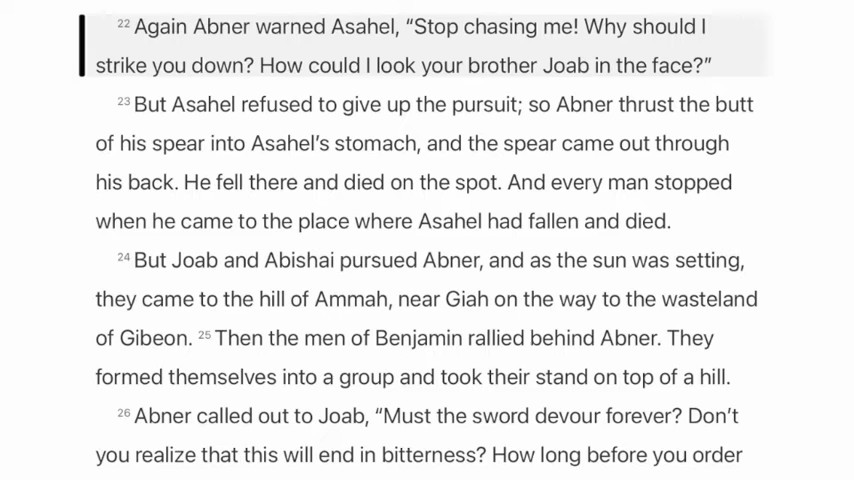 22 Again Abner warned Asahel, “Stop chasing me! Why should I
strike you down? How could I look your brother Joab in the face?”
23 But Asahel refused to give up the pursuit; so Abner thrust the butt
of his spear into Asahel’s stomach, and the spear came out through
his back. He fell there and died on the spot. And every man stopped
when he came to the place where Asahel had fallen and died.
24 But Joab and Abishai pursued Abner, and as the sun was setting,
they came to the hill of Ammah, near Giah on the way to the wasteland
of Gibeon. 25 Then the men of Benjamin rallied behind Abner. They
formed themselves into a group and took their stand on top of a hill.
26 Abner called out to Joab, “Must the sword devour forever? Don’t
you realize that this will end in bitterness? How long before you order